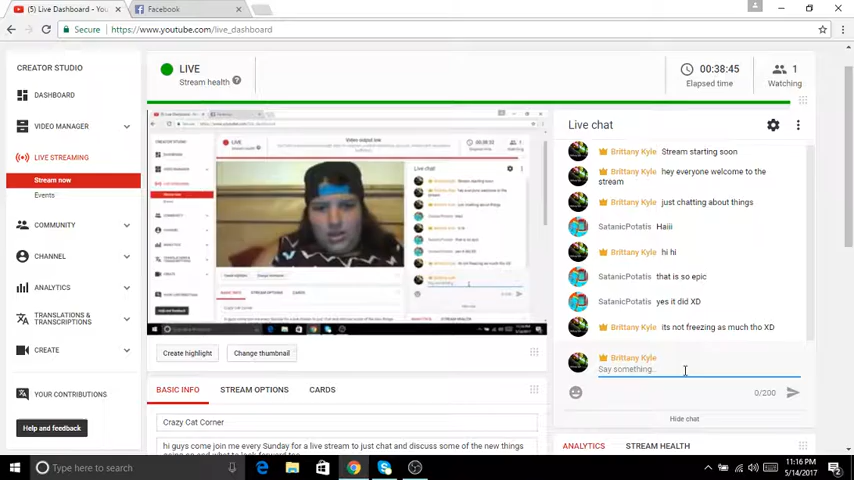 (5) Live Dashboard - You
Facebook
Secure
https://www.youtube.com/live_dashboard
CREATOR STUDIO
DASHBOARD
VIDEO MANAGER
LIVE STREAMING
Stream now
Events
COMMUNITY
CHANNEL
ANALYTICS
TRANSLATIONS &
TRANSCRIPTIONS
CREATE
YOUR CONTRIBUTIONS
Help and feedback
LIVE
Stream health
00:38:45
Elapsed time
1
Watching
Create highlight
Change thumbnail
BASIC INFO
STREAM OPTIONS
CARDS
Crazy Cat Corner
hi guys come join me every Sunday for a live stream to just chat and discuss some of the new things
Live chat
Brittany Kyle Stream starting soon
Brittany Kyle hey everyone welcome to the
stream
Brittany Kyle just chatting about things
SatanicPotatis Haiii
Brittany Kyle hi hi
SatanicPotatis that is so epic
SatanicPotatis yes it did XD
Brittany Kyle its not freezing as much tho XD
Brittany Kyle
Say something...
0/200
Hide chat
ANALYTICS
STREAM HEALTH
Type here to search
11:16 PM
5/14/2017
2